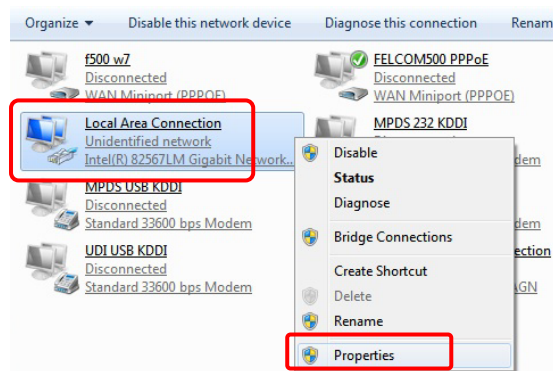 Organize Disable this network device Diagnose this connection Renam
f500 w7
Disconnected
WAN Miniport (PPPOE)
FELCOM500 PPPoE
Disconnected
WAN Miniport (PPPOE)
Local Area Connection
Unidentified network
Intel(R) 82567LM Gigabit Network...
MPDS 232 KDDI
dem
MPDS USB KDDI
Disconnected
Standard 33600 bps Modem
dem
UDI USB KDDI
Disconnected
Standard 33600 bps Modem
ection
AGN
Disable
Status
Diagnose
Bridge Connections
Create Shortcut
Delete
Rename
Properties